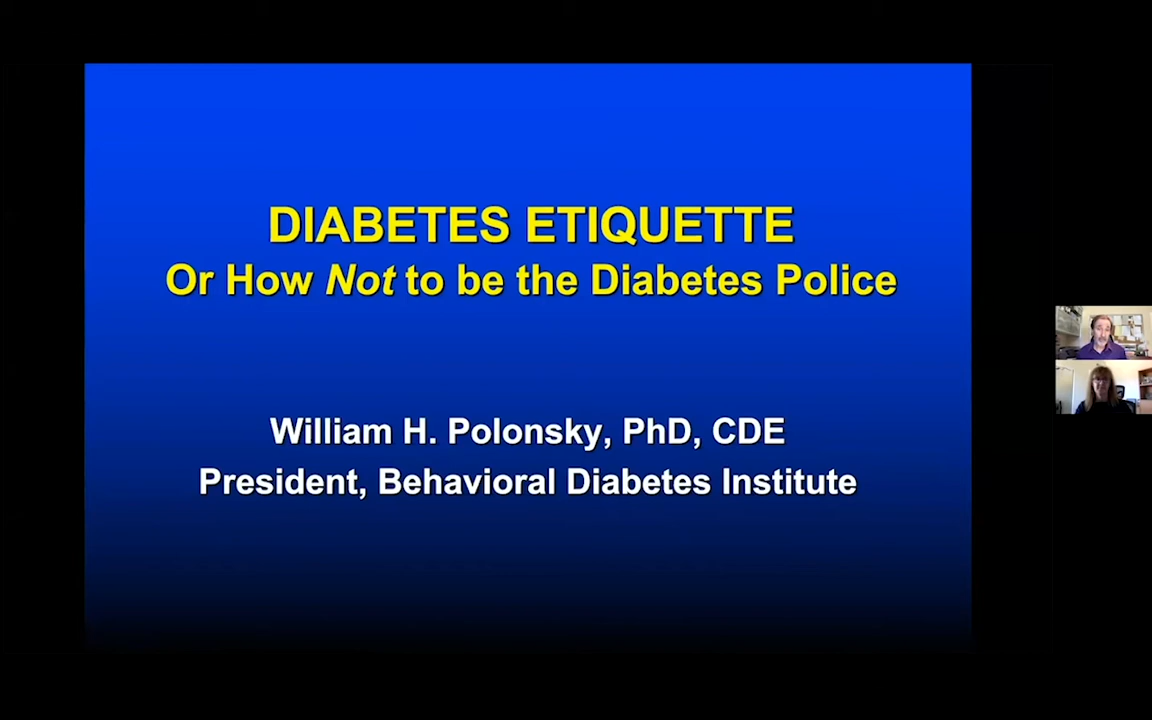 DIABETES ETIQUETTE
Or How Not to be the Diabetes Police
William H. Polonsky, PhD, CDE
President, Behavioral Diabetes Institute